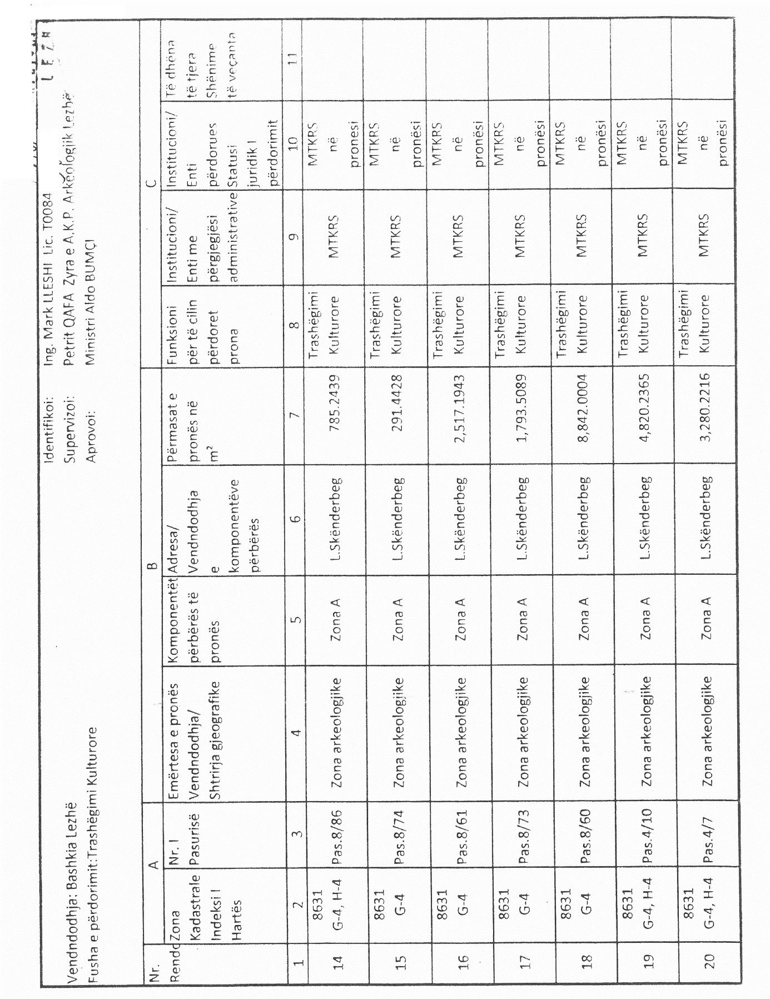 Vendndodhja: Bashkia Lezhë
Fusha e përdorimit:Trashëgimi Kulturore
Identifikoi: Ing. Mark LLESHI Lic. T0084
Supervizoi: Petrit QAFA Zyra e A.K.P. Arkeologjik Lezhë
Aprovoi: Ministri Aldo BUMÇI
L E Z H
Nr. A B C
Rendo Zona Kadastrale Indeksi I Hartës
Nr. I Pasurisë
Emërtesa e pronës Vendndodhja/ Shtrirja gjeografike
Komponentët përbërës të pronës
Adresa/ Vendndodhja e komponentëve përbërës
Përmasat e pronës në m²
Funksioni për të cilin përdoret prona
Institucioni/ Enti me përgjegjësi administrative
Institucioni/ Enti përdorues Statusi juridik I përdorimit
Të dhëna të tjera Shënime të veçanta
1 2 3 4 5 6 7 8 9 10 11
14 8631 G-4, H-4 Pas.8/86 Zona arkeologjike Zona A L.Skënderbeg 785.2439 Trashëgimi Kulturore MTKRS MTKRS në pronësi
15 8631 G-4 Pas.8/74 Zona arkeologjike Zona A L.Skënderbeg 291.4428 Trashëgimi Kulturore MTKRS MTKRS në pronësi
16 8631 G-4 Pas.8/61 Zona arkeologjike Zona A L.Skënderbeg 2,517.1943 Trashëgimi Kulturore MTKRS MTKRS në pronësi
17 8631 G-4 Pas.8/73 Zona arkeologjike Zona A L.Skënderbeg 1,793.5089 Trashëgimi Kulturore MTKRS MTKRS në pronësi
18 8631 G-4 Pas.8/60 Zona arkeologjike Zona A L.Skënderbeg 8,842.0004 Trashëgimi Kulturore MTKRS MTKRS në pronësi
19 8631 G-4, H-4 Pas.4/10 Zona arkeologjike Zona A L.Skënderbeg 4,820.2365 Trashëgimi Kulturore MTKRS MTKRS në pronësi
20 8631 G-4, H-4 Pas.4/7 Zona arkeologjike Zona A L.Skënderbeg 3,280.2216 Trashëgimi Kulturore MTKRS MTKRS në pronësi